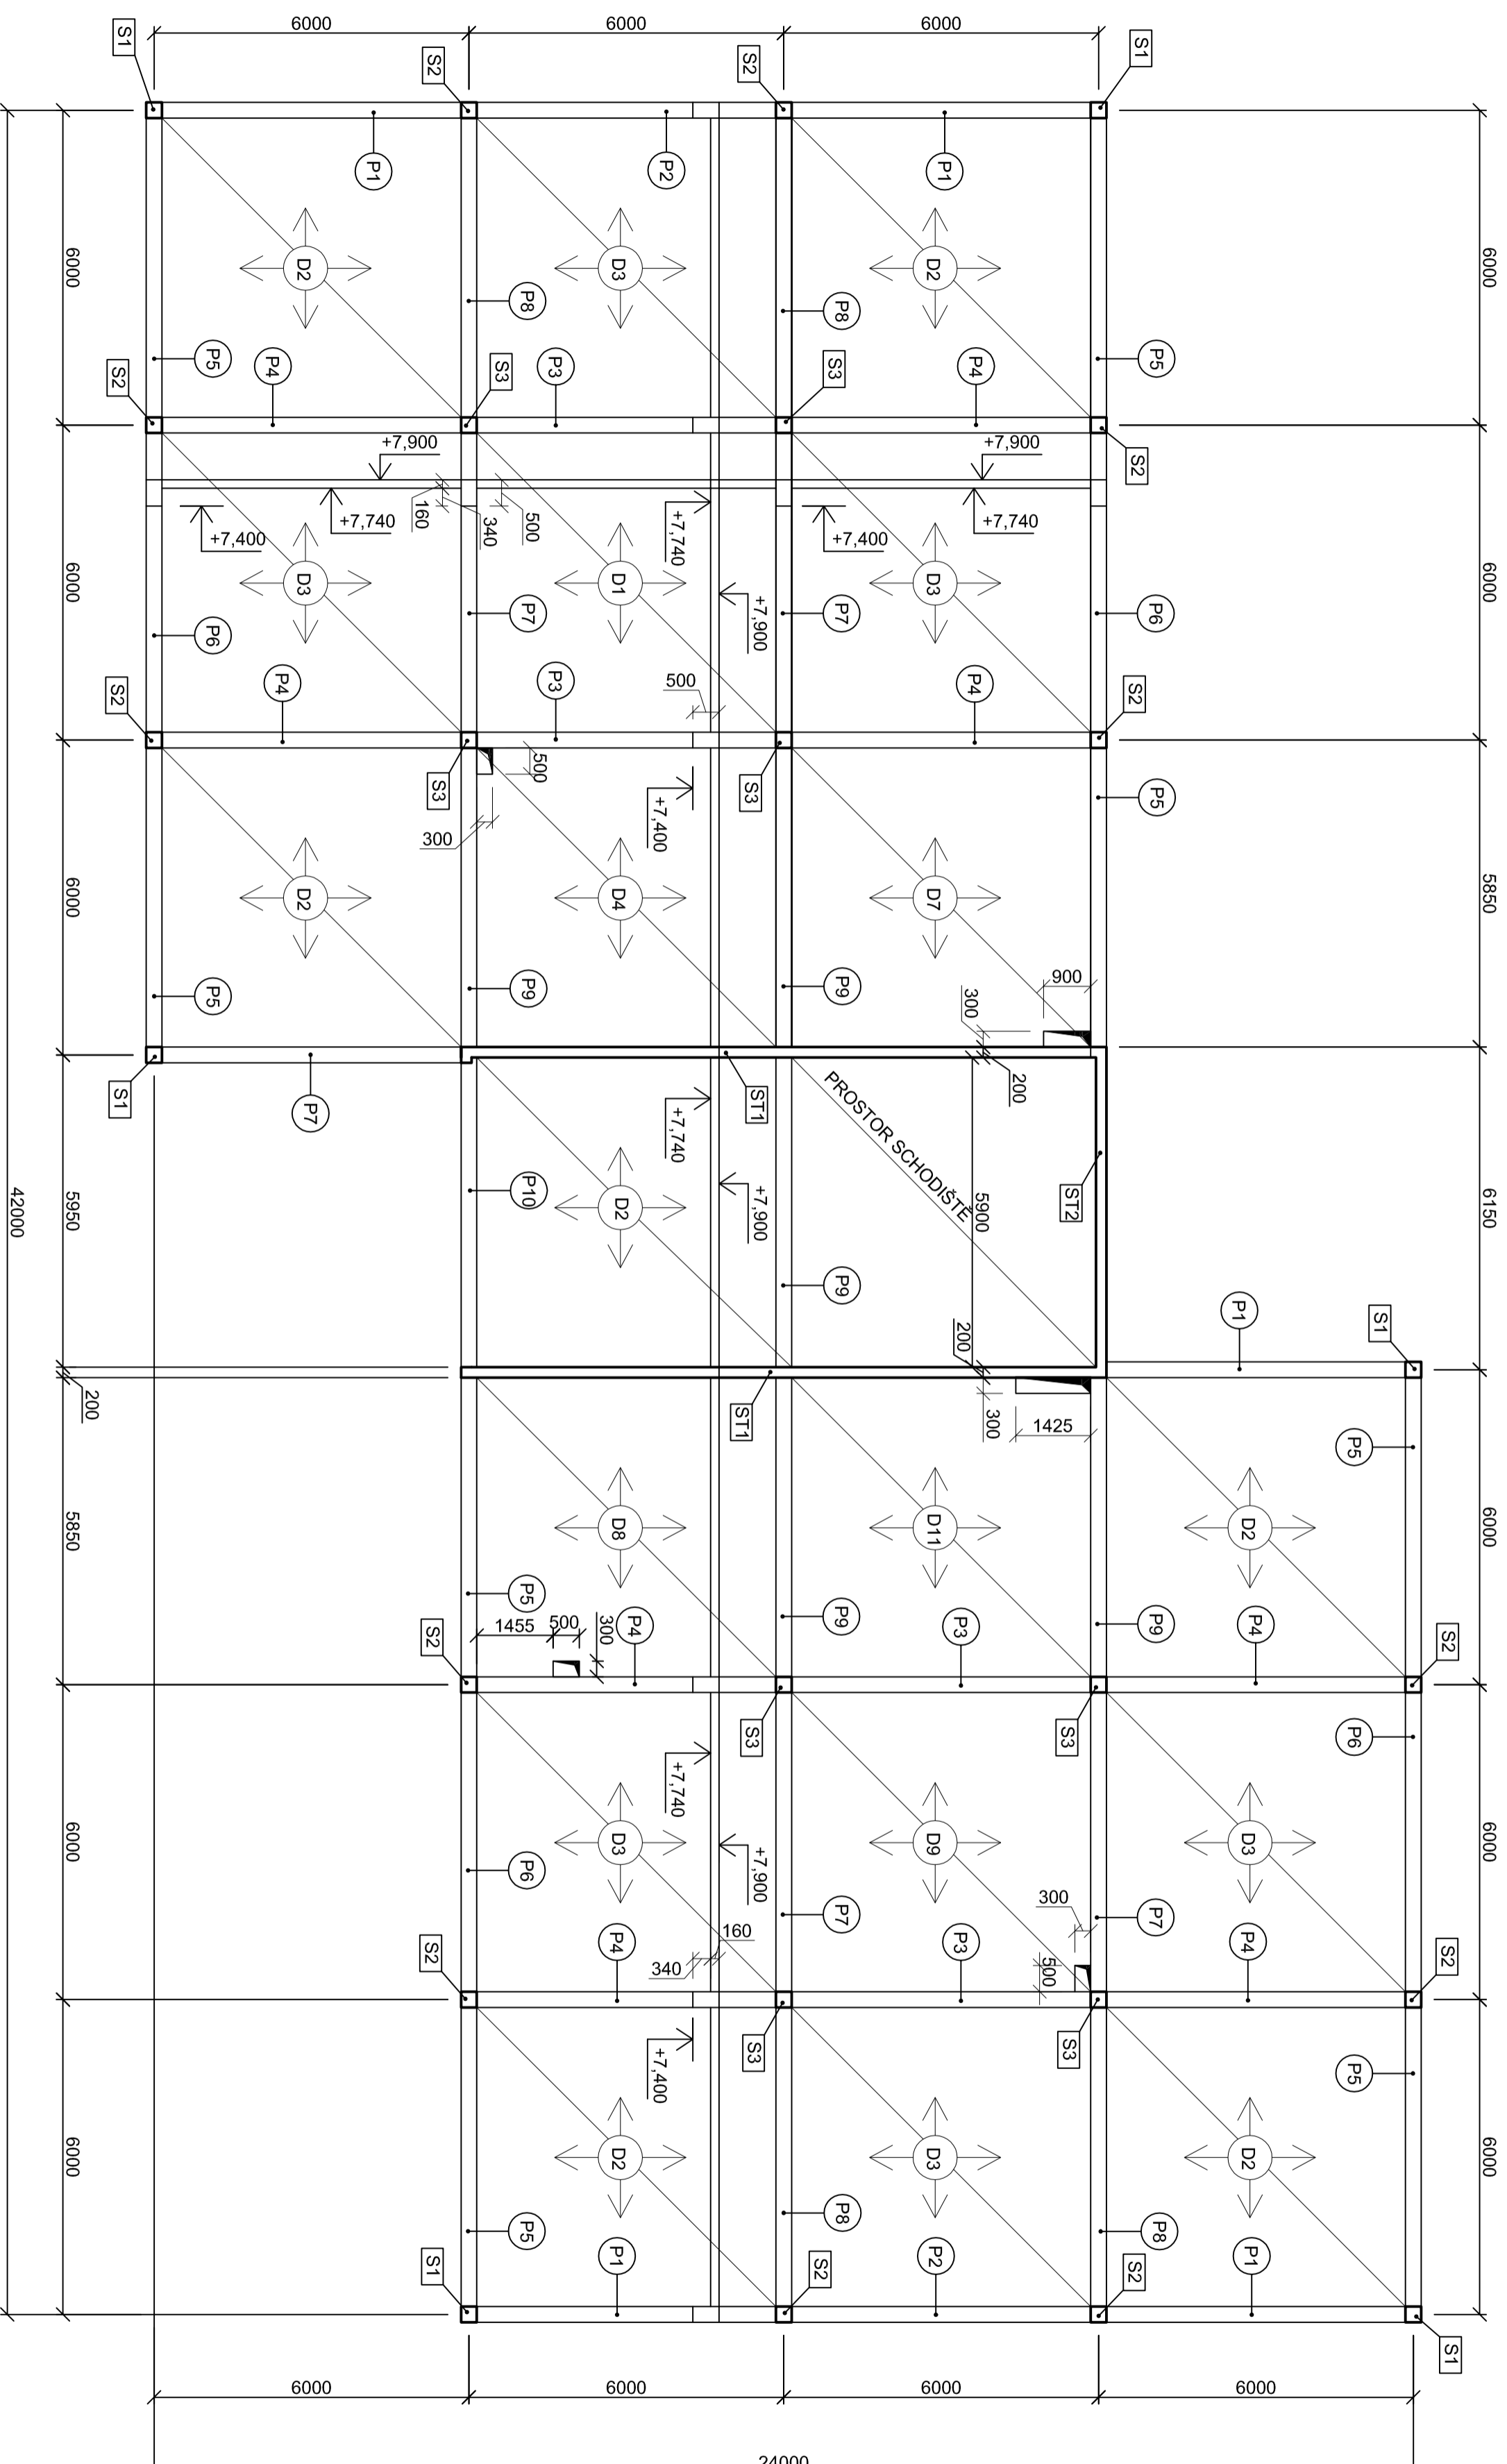 6000
6000
6000
S1
S2
S2
S1
P1
P2
P1
6000
D2
D3
D2
6000
P8
P8
P5
P4
P3
P4
P5
S2
S3
S3
S2
+7,900
+7,900
160
340
500
+7,740
+7,740
+7,740
+7,400
+7,400
6000
D3
D1
D3
6000
+7,900
P7
P7
P6
P6
P4
P3
500
P4
S2
S2
500
S3
S3
P5
+7,400
300
6000
D2
D4
D7
5850
P5
P9
P9
900
300
200
S1
P7
ST1
+7,740
PROSTOR SCHODIŠTĚ
ST2
42000
5950
P10
D2
+7,900
5900
6150
P9
P1
S1
200
200
ST1
300
1425
P5
5850
D8
D11
D2
6000
P5
P9
P9
S2
1455
500
300
P4
P3
P4
S2
S3
S3
P6
+7,740
6000
D3
D9
D3
6000
P6
+7,900
P7
P7
300
S2
P4
340
160
P3
500
P4
S2
S3
S3
+7,400
P5
6000
D2
D3
D2
6000
P5
P8
P8
S1
P1
S2
P2
S2
P1
S1
6000
6000
6000
6000
24000